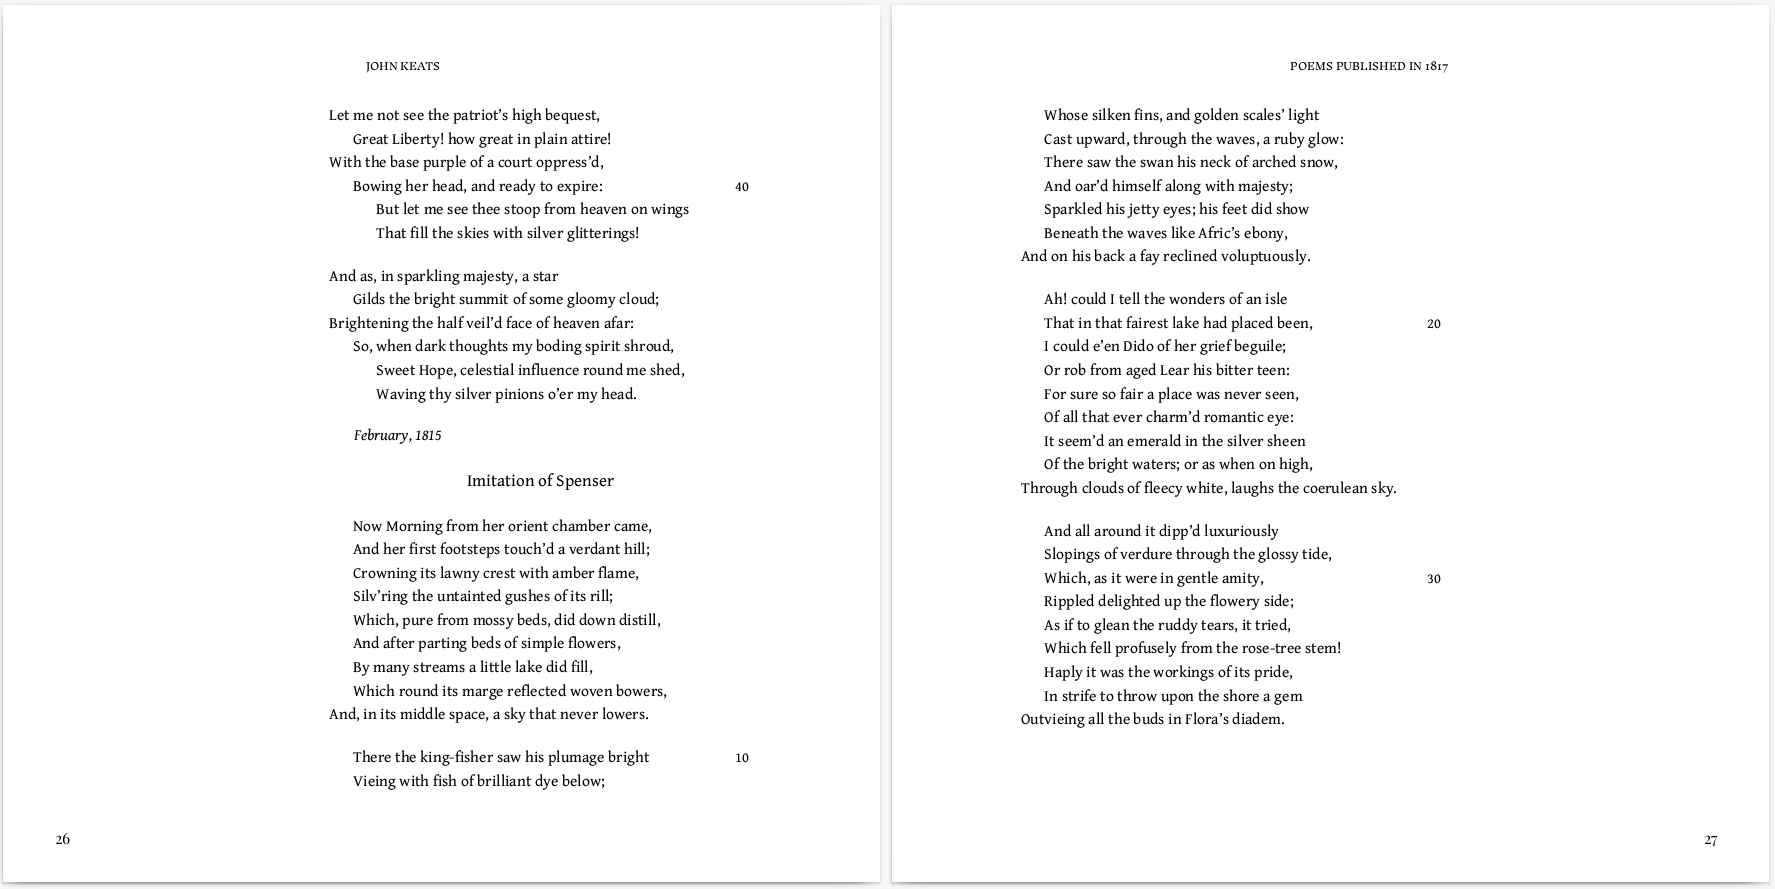 JOHN KEATS
Let me not see the patriot’s high bequest,
Great Liberty! how great in plain attire!
With the base purple of a court oppress’d,
Bowing her head, and ready to expire: 40
But let me see thee stoop from heaven on wings
That fill the skies with silver glitterings!
And as, in sparkling majesty, a star
Gilds the bright summit of some gloomy cloud;
Brightening the half veil’d face of heaven afar:
So, when dark thoughts my boding spirit shroud,
Sweet Hope, celestial influence round me shed,
Waving thy silver pinions o’er my head.
February, 1815
Imitation of Spenser
Now Morning from her orient chamber came,
And her first footsteps touch’d a verdant hill;
Crowning its lawny crest with amber flame,
Silv’ring the untainted gushes of its rill;
Which, pure from mossy beds, did down distill,
And after parting beds of simple flowers,
By many streams a little lake did fill,
Which round its marge reflected woven bowers,
And, in its middle space, a sky that never lowers.
There the king-fisher saw his plumage bright 10
Vieing with fish of brilliant dye below;
26
POEMS PUBLISHED IN 1817
Whose silken fins, and golden scales’ light
Cast upward, through the waves, a ruby glow:
There saw the swan his neck of arched snow,
And oar’d himself along with majesty;
Sparkled his jetty eyes; his feet did show
Beneath the waves like Afric’s ebony,
And on his back a fay reclined voluptuously.
Ah! could I tell the wonders of an isle
That in that fairest lake had placed been, 20
I could e’en Dido of her grief beguile;
Or rob from aged Lear his bitter teen:
For sure so fair a place was never seen,
Of all that ever charm’d romantic eye:
It seem’d an emerald in the silver sheen
Of the bright waters; or as when on high,
Through clouds of fleecy white, laughs the coerulean sky.
And all around it dipp’d luxuriously
Slopings of verdure through the glossy tide,
Which, as it were in gentle amity, 30
Rippled delighted up the flowery side;
As if to glean the ruddy tears, it tried,
Which fell profusely from the rose-tree stem!
Haply it was the workings of its pride,
In strife to throw upon the shore a gem
Outvieing all the buds in Flora’s diadem.
27